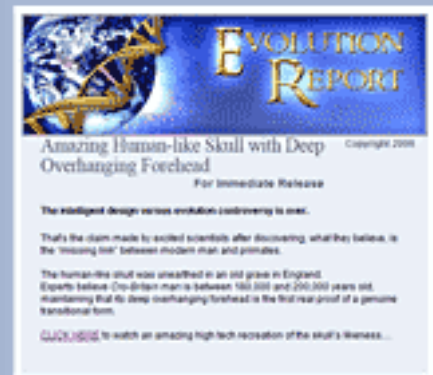 EVOLUTION
REPORT
Amazing Human-like Skull with Deep
Overhanging Forehead
Copyright 2006
For Immediate Release
The intelligent design versus evolution controversy is over.
That's the claim made by excited scientists after discovering, what they believe, is
the "missing link" between modern man and primates.
The human-like skull was unearthed in an old grave in England.
Experts believe Cro-Britain man is between 180,000 and 200,000 years old,
maintaining that its deep overhanging forehead is the first real proof of a genuine
transitional form.
CLICK HERE to watch an amazing high tech recreation of the skull's likeness...